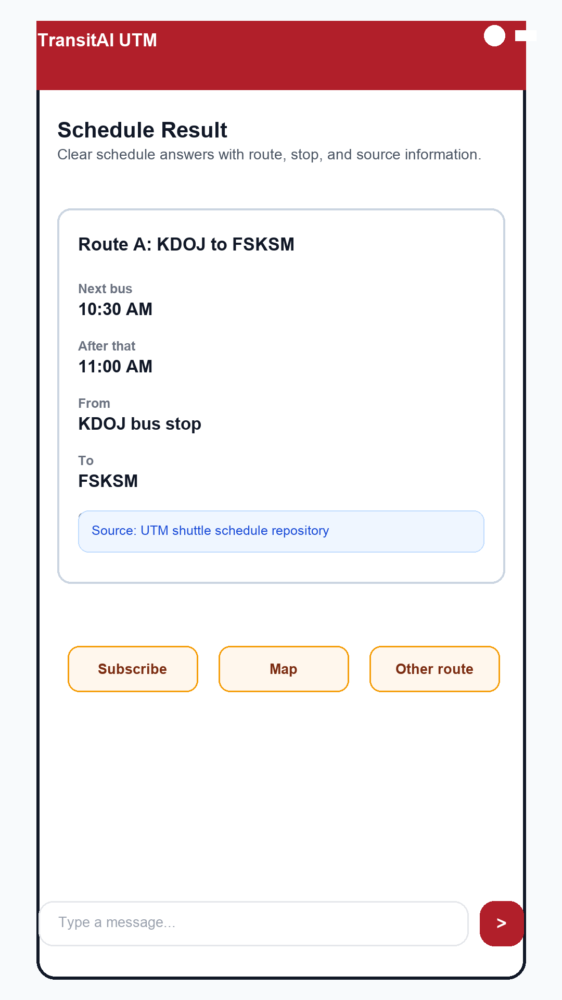 TransitAI UTM
Schedule Result
Clear schedule answers with route, stop, and source information.
Route A: KDOJ to FSKSM
Next bus
10:30 AM
After that
11:00 AM
From
KDOJ bus stop
To
FSKSM
Source: UTM shuttle schedule repository
Subscribe
Map
Other route
Type a message...
>